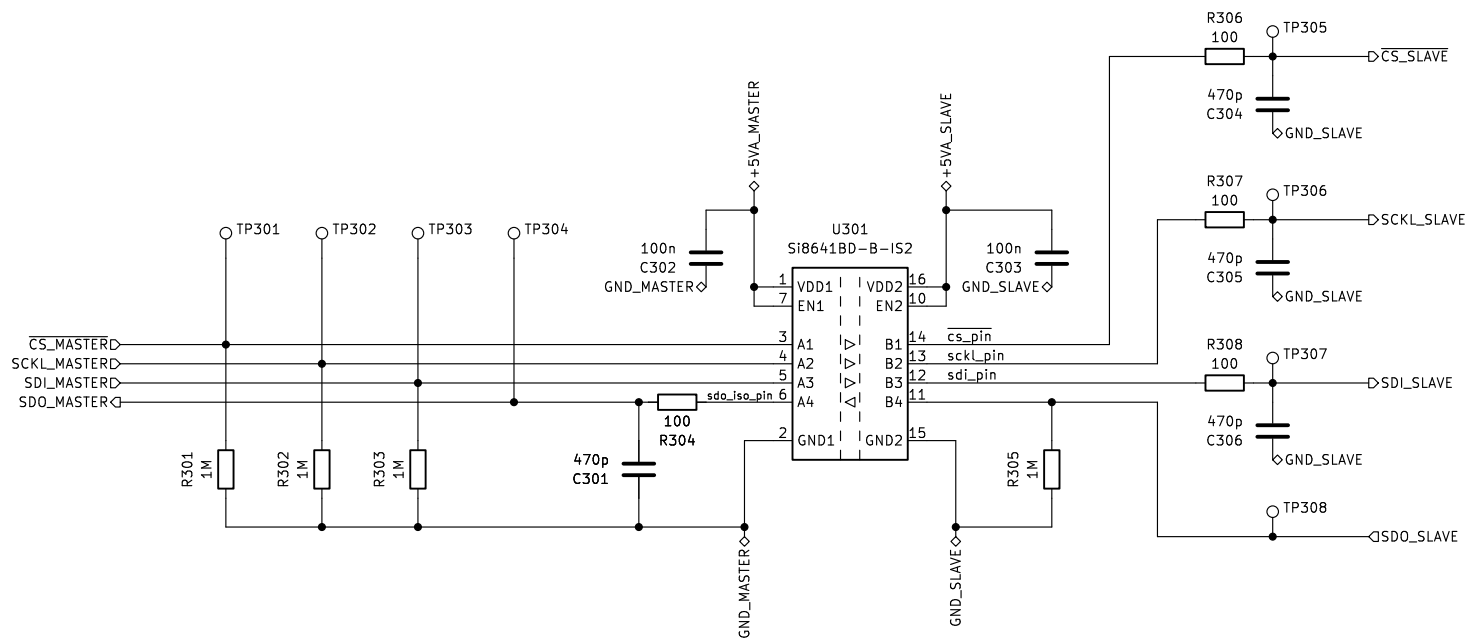 R306
100
TP305
CS_SLAVE
470p
C304
GND_SLAVE
+5VA_MASTER
+5VA_SLAVE
R307
100
TP306
SCKL_SLAVE
470p
C305
GND_SLAVE
TP301
TP302
TP303
TP304
100n
C302
GND_MASTER
U301
Si8641BD-B-IS2
100n
C303
GND_SLAVE
1
VDD1
VDD2
16
7
EN1
EN2
10
CS_MASTER
3
A1
B1
14
cs_pin
SCKL_MASTER
4
A2
B2
13
sckl_pin
SDI_MASTER
5
A3
B3
12
sdi_pin
SDO_MASTER
sdo_iso_pin
6
A4
B4
11
2
GND1
GND2
15
100
R304
470p
C301
R301
1M
R302
1M
R303
1M
R305
1M
R308
100
TP307
SDI_SLAVE
470p
C306
GND_SLAVE
TP308
SDO_SLAVE
GND_MASTER
GND_SLAVE